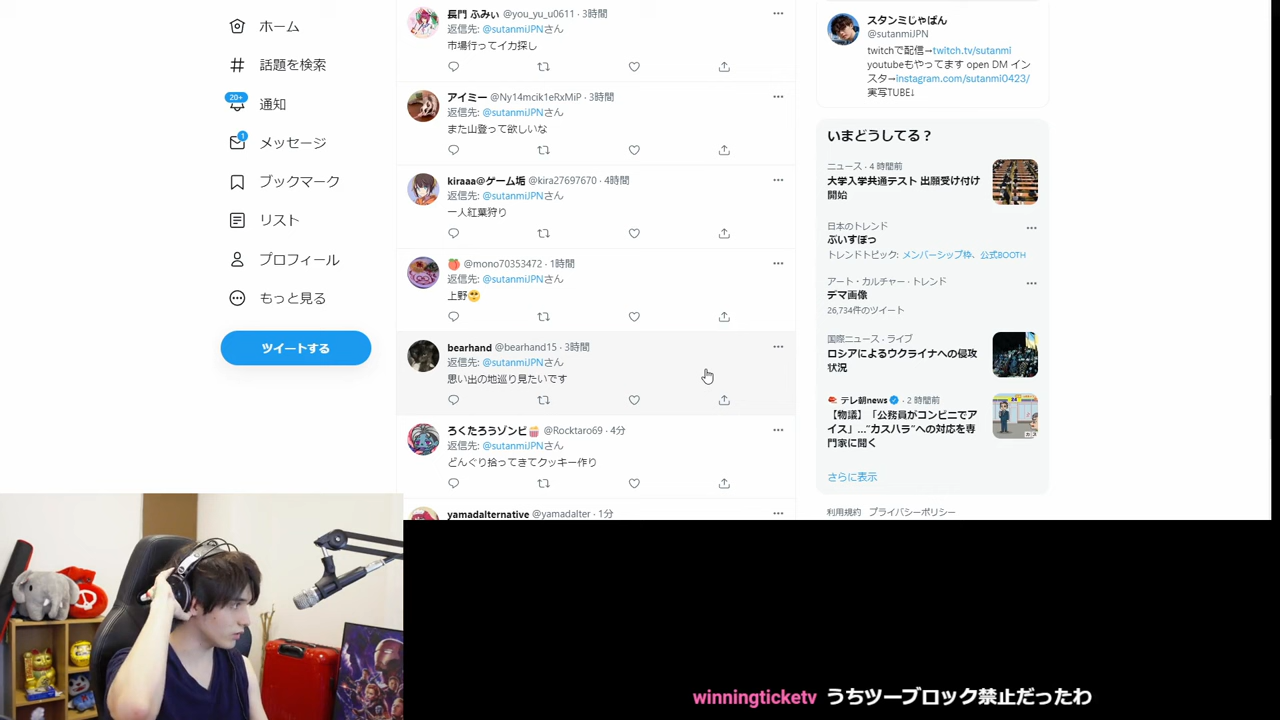 ホーム
話題を検索
20+
通知
1
メッセージ
ブックマーク
リスト
プロフィール
もっと見る
ツイートする
長門 ふみぃ @you_yu_u0611 · 3時間
返信先: @sutanmiJPNさん
市場行ってイカ探し
アイミー @Ny14mcik1eRxMiP · 3時間
返信先: @sutanmiJPNさん
また山登って欲しいな
kiraaa＠ゲーム垢 @kira27697670 · 4時間
返信先: @sutanmiJPNさん
一人紅葉狩り
🍑 @mono70353472 · 1時間
返信先: @sutanmiJPNさん
上野
bearhand @bearhand15 · 3時間
返信先: @sutanmiJPNさん
思い出の地巡り見たいです
ろくたろうゾンビ🍿 @Rocktaro69 · 4分
返信先: @sutanmiJPNさん
どんぐり拾ってきてクッキー作り
yamadalternative @yamadalter · 1分
スタンミじゃぱん
@sutanmiJPN
twitchで配信→twitch.tv/sutanmi
youtubeもやってます open DM イン
スタ→instagram.com/sutanmi0423/
実写TUBE↓
いまどうしてる？
ニュース · 4 時間前
大学入学共通テスト 出願受け付け
開始
日本のトレンド
ぶいすぽっ
トレンドトピック: メンバーシップ枠、公式BOOTH
アート・カルチャー · トレンド
デマ画像
26,734件のツイート
国際ニュース · ライブ
ロシアによるウクライナへの侵攻
状況
テレ朝news · 2 時間前
【物議】「公務員がコンビニでア
イス」…“カスハラ”への対応を専
門家に聞く
さらに表示
利用規約 プライバシーポリシー
winningticketv うちツーブロック禁止だったわ